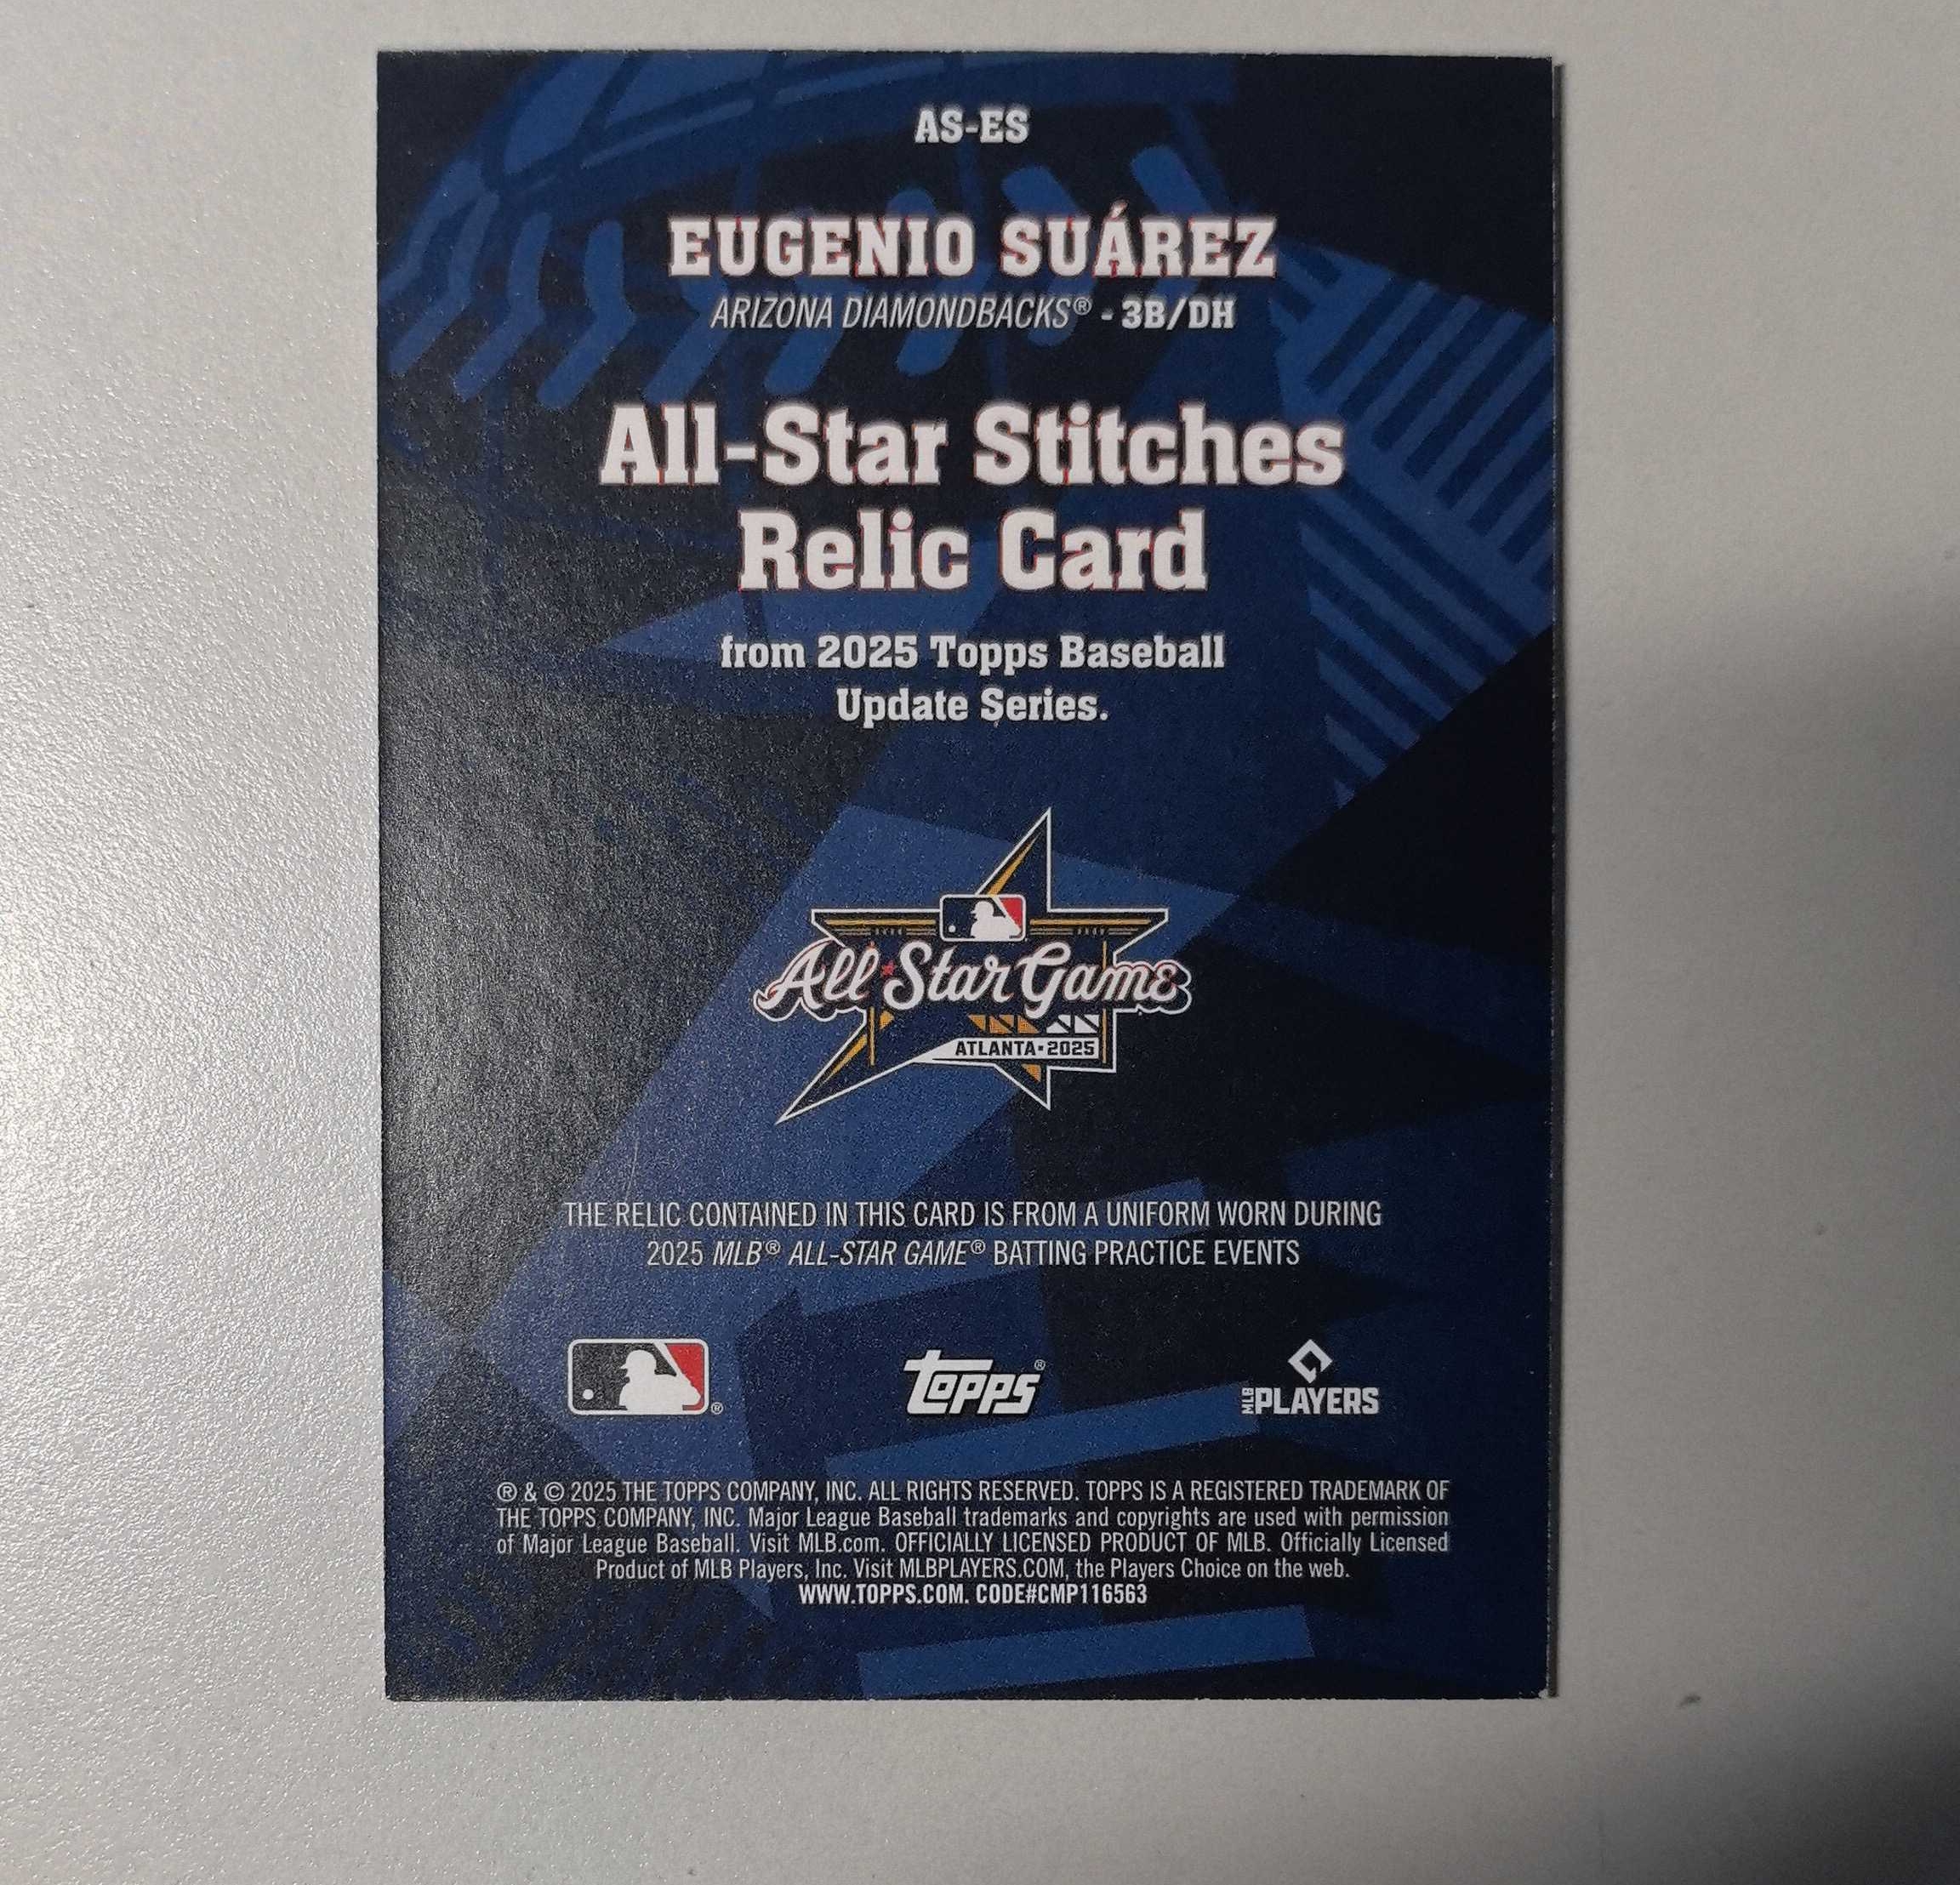 AS-ES
EUGENIO SUÁREZ
ARIZONA DIAMONDBACKS® - 3B/DH
All-Star Stitches
Relic Card
from 2025 Topps Baseball
Update Series.
All★Star Game
ATLANTA•2025
THE RELIC CONTAINED IN THIS CARD IS FROM A UNIFORM WORN DURING
2025 MLB® ALL-STAR GAME® BATTING PRACTICE EVENTS
®
topps®
MLB PLAYERS
® & © 2025 THE TOPPS COMPANY, INC. ALL RIGHTS RESERVED. TOPPS IS A REGISTERED TRADEMARK OF
THE TOPPS COMPANY, INC. Major League Baseball trademarks and copyrights are used with permission
of Major League Baseball. Visit MLB.com. OFFICIALLY LICENSED PRODUCT OF MLB. Officially Licensed
Product of MLB Players, Inc. Visit MLBPLAYERS.COM, the Players Choice on the web.
WWW.TOPPS.COM. CODE#CMP116563